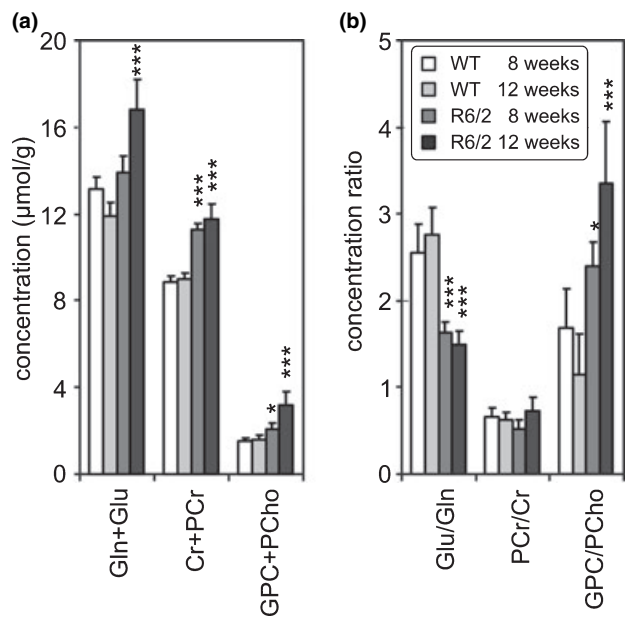 (a)
20
16
12
8
4
0
concentration (µmol/g)
***
***
***
*
***
Gln+Glu
Cr+PCr
GPC+PCho
(b)
5
4
3
2
1
0
concentration ratio
WT 8 weeks
WT 12 weeks
R6/2 8 weeks
R6/2 12 weeks
***
***
*
***
Glu/Gln
PCr/Cr
GPC/PCho